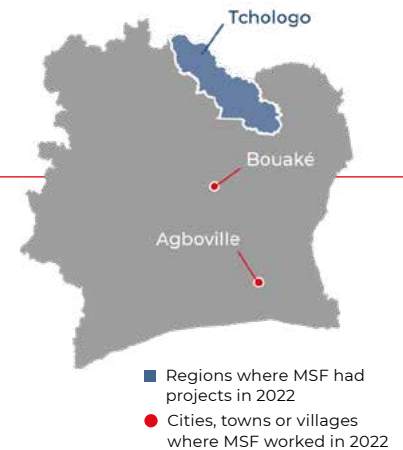 Tchologo
Bouaké
Agboville
Regions where MSF had
projects in 2022
Cities, towns or villages
where MSF worked in 2022